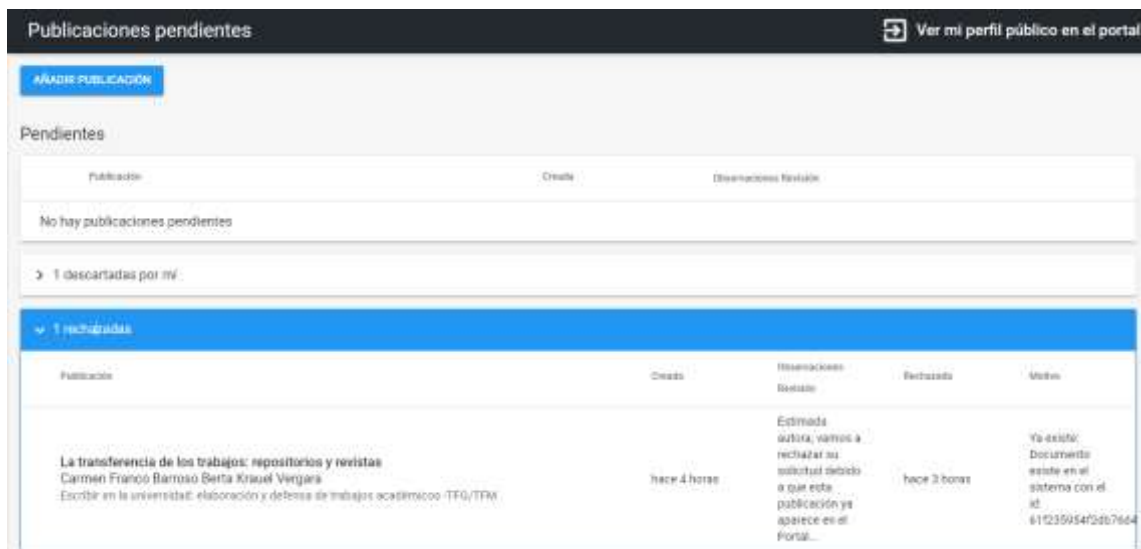 Publicaciones pendientes
Ver mi perfil público en el portal
AÑADIR PUBLICACIÓN
Pendientes
Publicación Creada Observaciones Revisión
No hay publicaciones pendientes
1 descartadas por mí
1 rechazadas
Publicación Creada Observaciones Revisión Rechazada Motivo
La transferencia de los trabajos: repositorios y revistas
Carmen Franco Barroso Berta Krauel Vergara
Escribir en la universidad: elaboración y defensa de trabajos académicos -TFG/TFM
hace 4 horas
Estimada
autora, vamos a
rechazar su
solicitud debido
a que esta
publicación ya
aparece en el
Portal...
hace 3 horas
Ya existe:
Documento
existe en el
sistema con el
id: